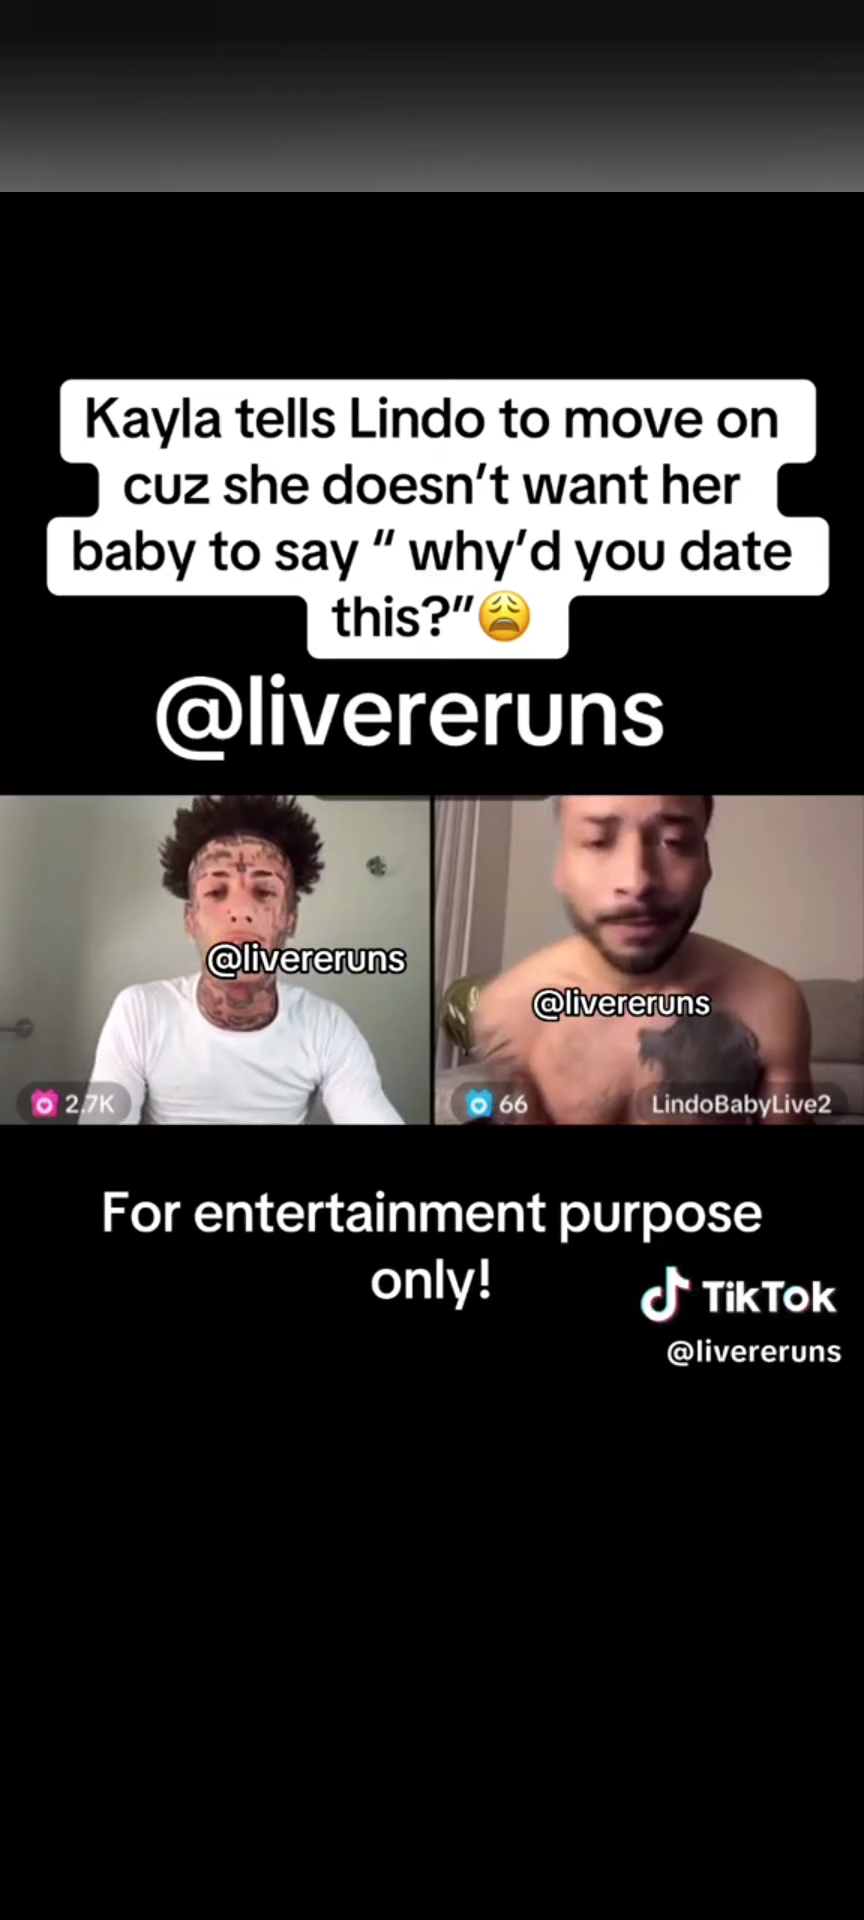 Kayla tells Lindo to move on
cuz she doesn't want her
baby to say “ why'd you date
this?”😩
@livereruns
@livereruns
@livereruns
2.7K
66
LindoBabyLive2
For entertainment purpose
only!
TikTok
@livereruns